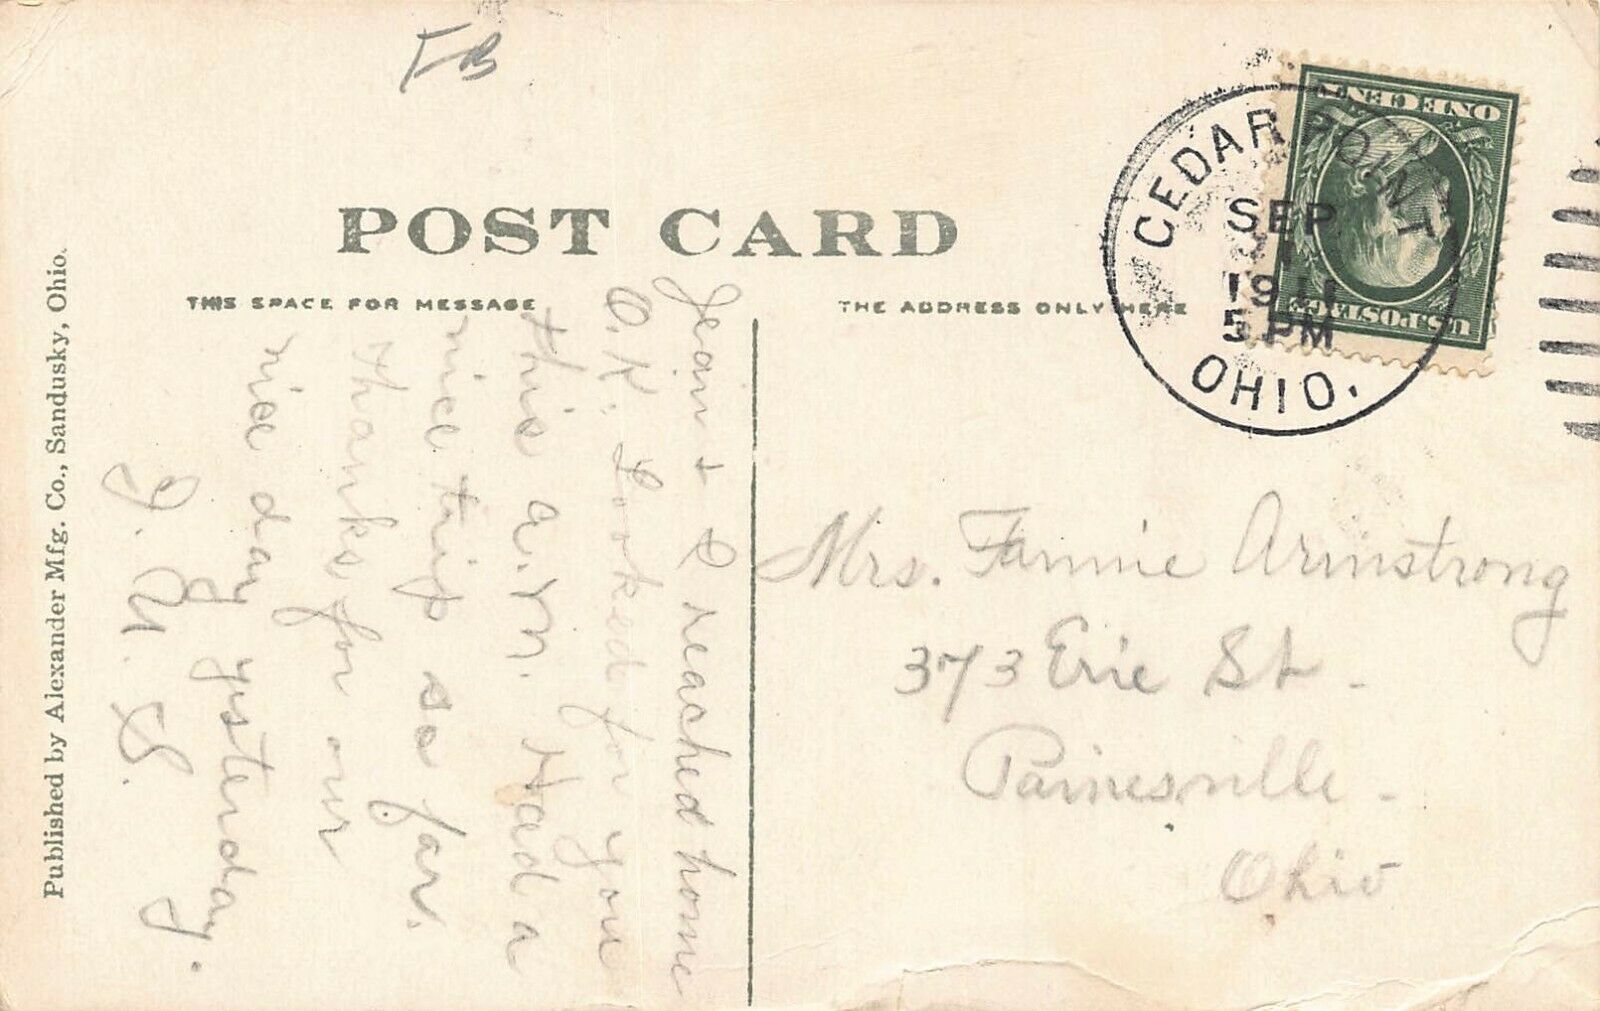 FB
POST CARD
THIS SPACE FOR MESSAGE
THE ADDRESS ONLY HERE
CEDAR POINT
SEP
1911
5 PM
OHIO.
ONE CENT
U.S. POSTAGE
Jean + I reached home
O.K. Looked for you
this a.m. Had a
nice trip so far.
Thanks for our
nice day ysterday.
J. U. S.
Mrs. Fannie Armstrong
373 Erie St.
Painesville.
Ohio
Published by Alexander Mfg. Co., Sandusky, Ohio.